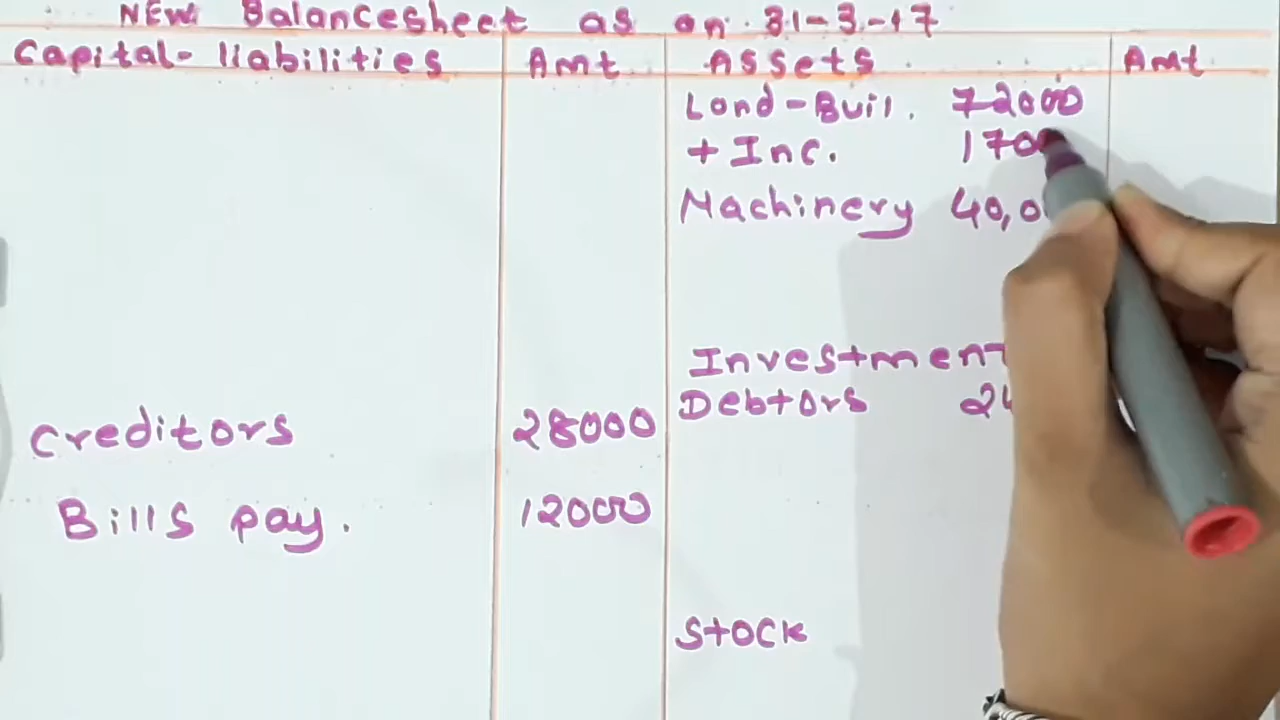 NEW Balancesheet as on 31-3-17
Capital- liabilities Amt Assets Amt
Land-Buil. 72000
+ Inc.
Machinery
Investment
Debtors
Creditors 28000
Bills pay. 12000
Stock